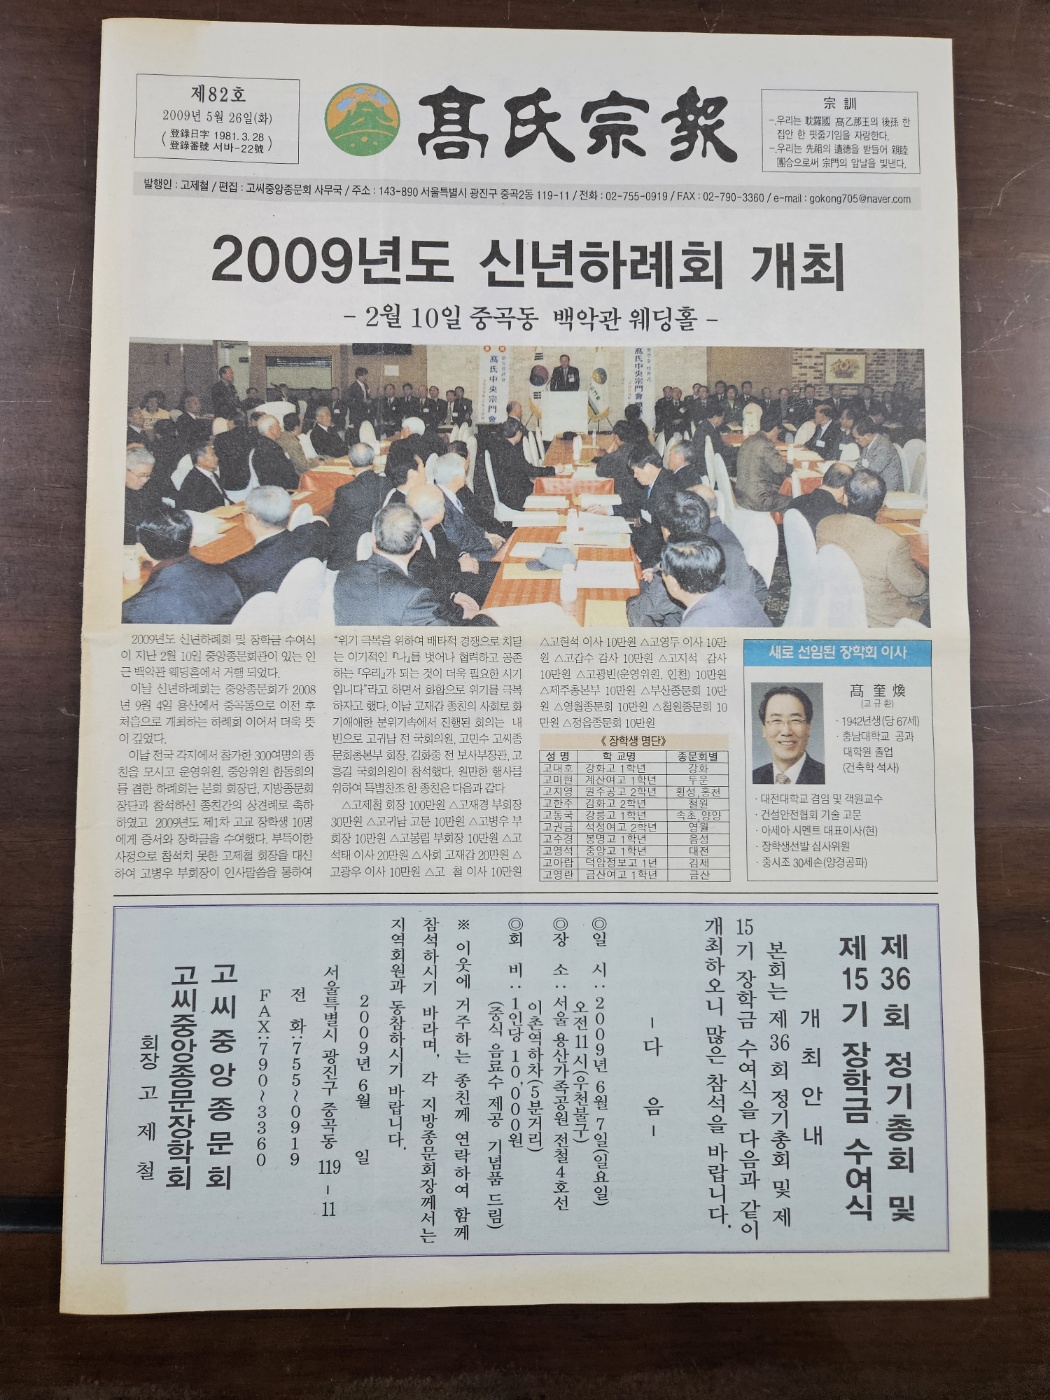 제82호
2009년 5월 26일(화)
登錄日字 1981. 3. 28
登錄番號 서바-22號
高氏宗報
宗訓
-.우리는 耽羅國 髙乙那王의 後孫 한
집안 한 핏줄기임을 자랑한다.
-.우리는 先祖의 遺德을 받들어 親睦
團合으로써 宗門의 앞날을 빛낸다.
발행인 : 고제철 / 편집 : 고씨중앙종문회 사무국 / 주소 : 143-890 서울특별시 광진구 중곡2동 119-11 / 전화 : 02-755-0919 / FAX : 02-790-3360 / e-mail : gokong705@naver.com
2009년도 신년하례회 개최
- 2월 10일 중곡동 백악관 웨딩홀 -
髙氏中央宗門會
髙氏中央宗門會
2009년도 신년하례회 및 장학금 수여식
이 지난 2월 10일 중앙종문회관이 있는 인
근 백악관 웨딩홀에서 거행 되었다.
이날 신년하례회는 중앙종문회가 2008
년 9월 4일 용산에서 중곡동으로 이전 후
처음으로 개최하는 하례회 이어서 더욱 뜻
이 깊었다.
이날 전국 각지에서 참가한 300여명의 종
친을 모시고 운영위원, 중앙위원 합동회의
를 겸한 하례회는 본회 회장단, 지방종문회
장단과 참석하신 종친간의 상견례로 축하
하였고 2009년도 제1차 고교 장학생 10명
에게 증서와 장학금을 수여했다. 부득이한
사정으로 참석치 못한 고제철 회장을 대신
하여 고병우 부회장이 인사말씀을 통하여
"위기 극복을 위하여 배타적 경쟁으로 치닫
는 이기적인 『나』를 벗어나 협력하고 공존
하는 『우리』가 되는 것이 더욱 필요한 시기
입니다"라고 하면서 화합으로 위기를 극복
하자고 했다. 이날 고재감 종친의 사회로 화
기애애한 분위기속에서 진행된 회의는 내
빈으로 고귀남 전 국회의원, 고민수 고씨종
문회총본부 회장, 김화중 전 보사부장관, 고
흥길 국회의원이 참석했다. 원만한 행사를
위하여 특별찬조 한 종친은 다음과 같다
△고제철 회장 100만원 △고재경 부회장
30만원 △고귀남 고문 10만원 △고병우 부
회장 10만원 △고봉립 부회장 10만원 △고
석태 이사 20만원 △사회 고재감 20만원 △
고광우 이사 10만원 △고 첨 이사 10만원
△고형석 이사 10만원 △고영두 이사 10만
원 △고갑수 감사 10만원 △고지석 감사
10만원 △고광빈(운영위원, 인천) 10만원
△제주총본부 10만원 △부산종문회 10만
원 △영월종문회 10만원 △철원종문회 10
만원 △정읍종문회 10만원
《 장학생 명단》
성 명 학 교명 종문회별
고대호 강화고 1학년 강화
고미현 계산여고 1학년 두문
고지영 원주공고 2학년 횡성,홍천
고한주 김화고 2학년 철원
고동국 강릉고 1학년 속초,양양
고권금 석정여고 2학년 영월
고수경 봉명고 1학년 음성
고영석 중앙고 1학년 대전
고아람 덕암정보고 1년 김제
고영란 금산여고 1학년 금산
새로 선임된 장학회 이사
髙 奎 煥
(고 규 환)
· 1942년생(당 67세)
· 충남대학교 공과
대학원 졸업
(건축학 석사)
· 대전대학교 겸임 및 객원교수
· 건설안전협회 기술 고문
· 아세아 시멘트 대표이사(현)
· 장학생선발 심사위원
· 중시조 30세손(양경공파)
제36회 정기총회 및
제15기 장학금 수여식
개 최 안 내
본회는 제36회 정기총회 및 제
15기 장학금 수여식을 다음과 같이
개최하오니 많은 참석을 바랍니다.
- 다 음 -
◎일 시 : 2009년 6월 7일(일요일)
오전11시(우천불구)
◎장 소 : 서울 용산가족공원 전철4호선
이촌역하차(5분거리)
◎회 비 : 1인당 10,000원
(중식 음료수 제공 기념품 드림)
※ 이웃에 거주하는 종친께 연락하여 함께
참석하시기 바라며, 각 지방종문회장께서는
지역회원과 동참하시기 바랍니다.
2009년 6월 일
서울특별시 광진구 중곡동 119-11
전 화:755~0919
FAX:790~3360
고 씨 중 앙 종 문 회
고씨중앙종문장학회
회장 고 제 철